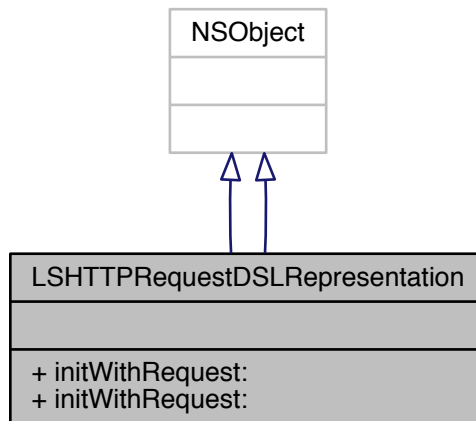 NSObject
LSHTTPRequestDSLRepresentation
+ initWithRequest:
+ initWithRequest: